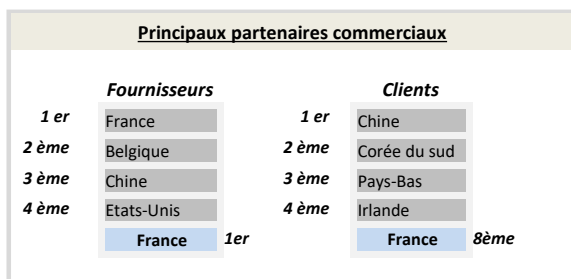 Principaux partenaires commerciaux
Fournisseurs Clients
1 er France 1 er Chine
2 ème Belgique 2 ème Corée du sud
3 ème Chine 3 ème Pays-Bas
4 ème Etats-Unis 4 ème Irlande
France 1er France 8ème